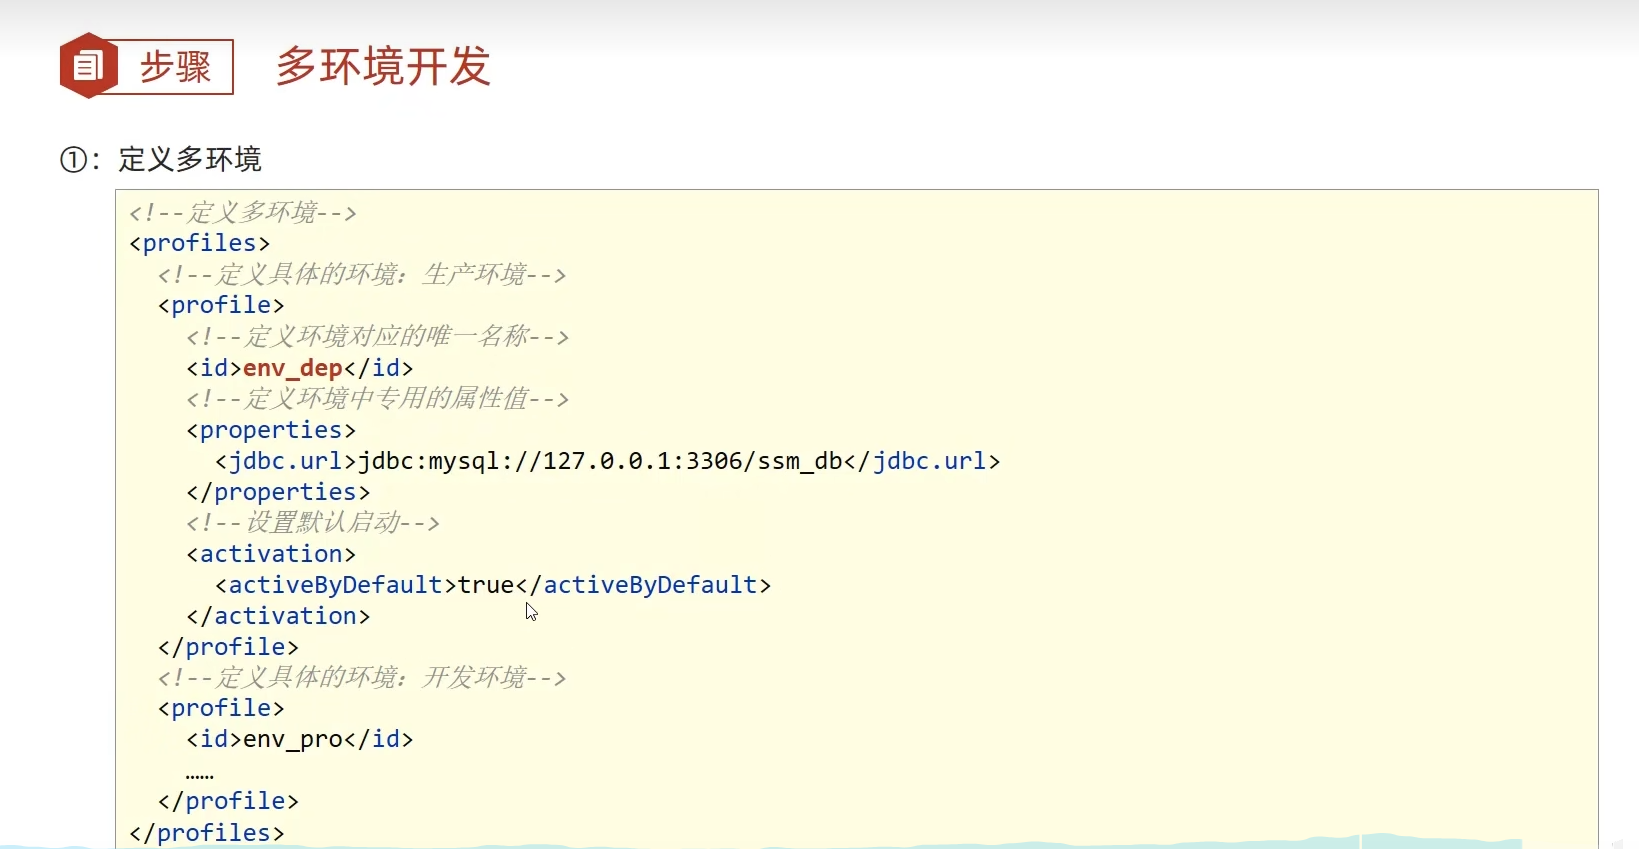 步骤 多环境开发
①：定义多环境
<!--定义多环境-->
<profiles>
<!--定义具体的环境：生产环境-->
<profile>
<!--定义环境对应的唯一名称-->
<id>env_dep</id>
<!--定义环境中专用的属性值-->
<properties>
<jdbc.url>jdbc:mysql://127.0.0.1:3306/ssm_db</jdbc.url>
</properties>
<!--设置默认启动-->
<activation>
<activeByDefault>true</activeByDefault>
</activation>
</profile>
<!--定义具体的环境：开发环境-->
<profile>
<id>env_pro</id>
……
</profile>
</profiles>